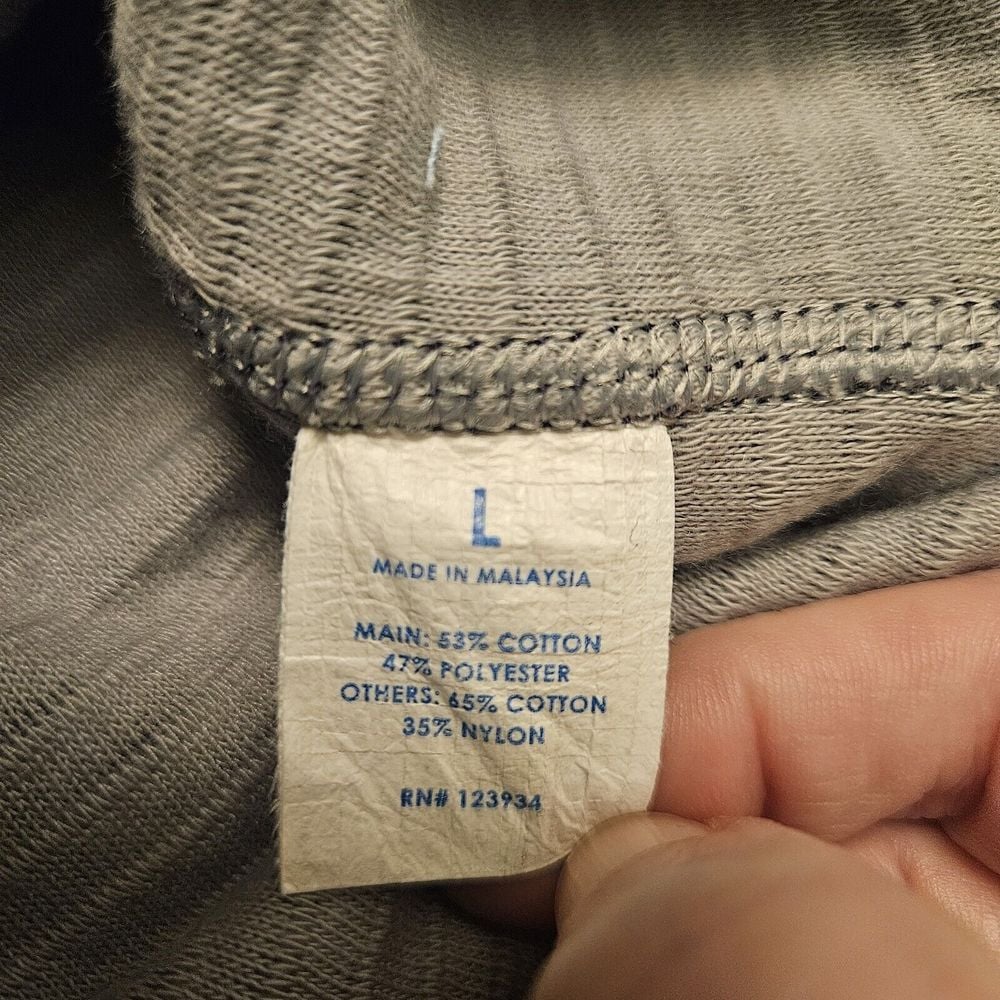 L
MADE IN MALAYSIA
MAIN: 53% COTTON
47% POLYESTER
OTHERS: 65% COTTON
35% NYLON
RN# 123934